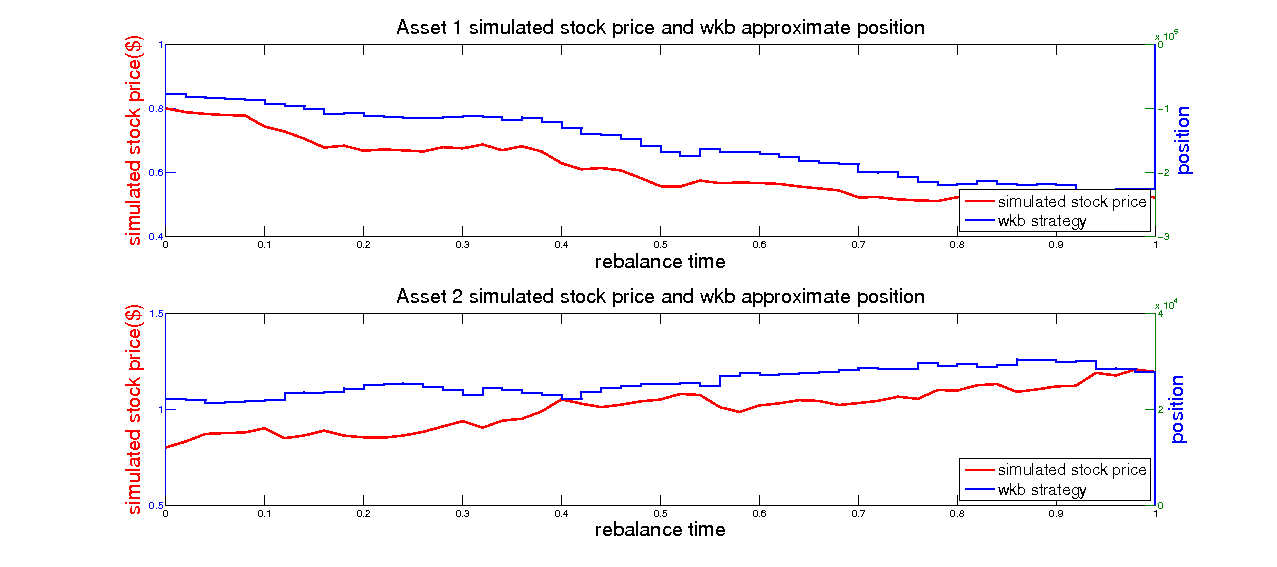 Asset 1 simulated stock price and wkb approximate position
x 10^5
simulated stock price($)
1
0.8
0.6
0.4
0
-1
-2
-3
position
simulated stock price
wkb strategy
0 0.1 0.2 0.3 0.4 0.5 0.6 0.7 0.8 0.9 1
rebalance time
Asset 2 simulated stock price and wkb approximate position
x 10^4
simulated stock price($)
1.5
1
0.5
4
2
0
position
simulated stock price
wkb strategy
0 0.1 0.2 0.3 0.4 0.5 0.6 0.7 0.8 0.9 1
rebalance time